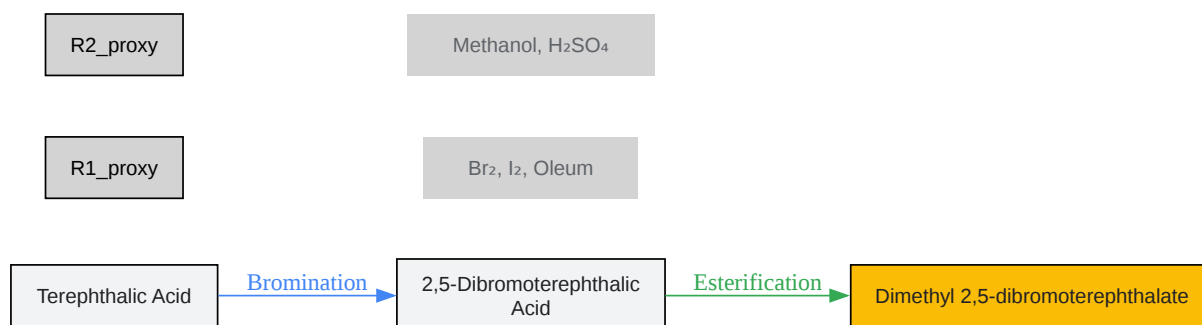 R2_proxy
Methanol, H₂SO₄
R1_proxy
Br₂, I₂, Oleum
Terephthalic Acid
Bromination
2,5-Dibromoterephthalic
Acid
Esterification
Dimethyl 2,5-dibromoterephthalate